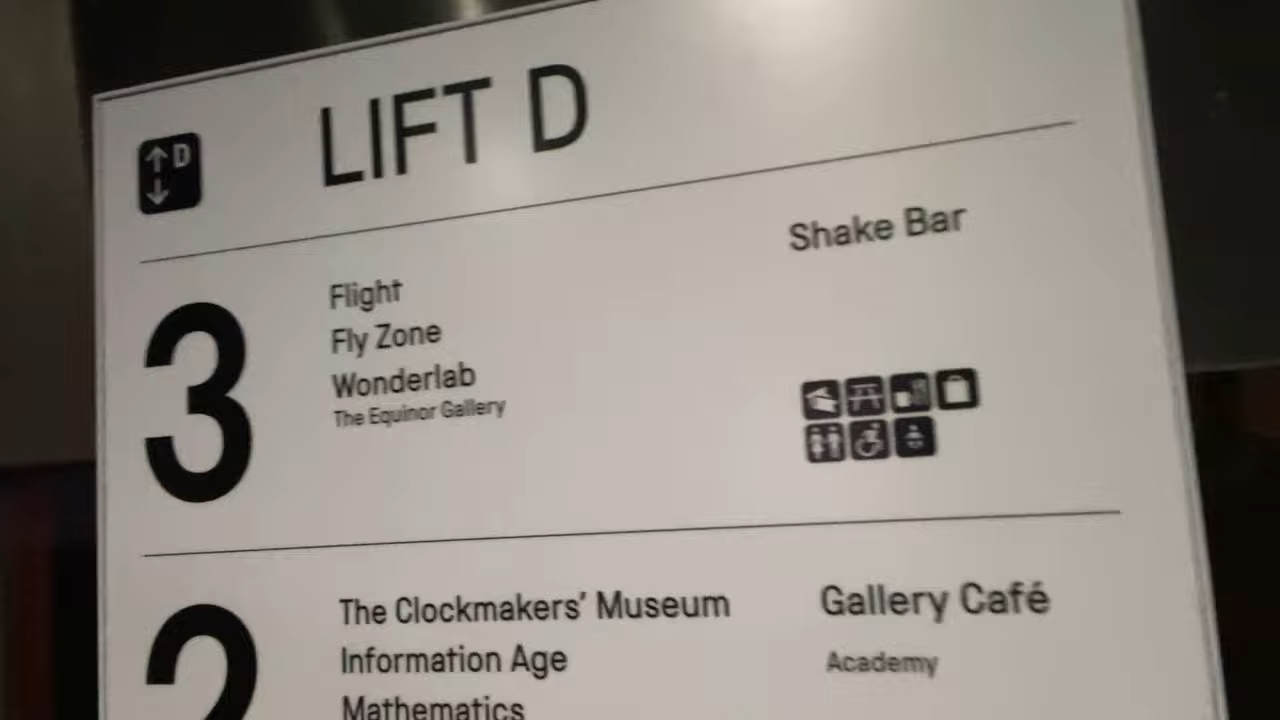 D
LIFT D
3
Flight
Fly Zone
Wonderlab
The Equinor Gallery
Shake Bar
2
The Clockmakers’ Museum
Information Age
Mathematics
Gallery Café
Academy